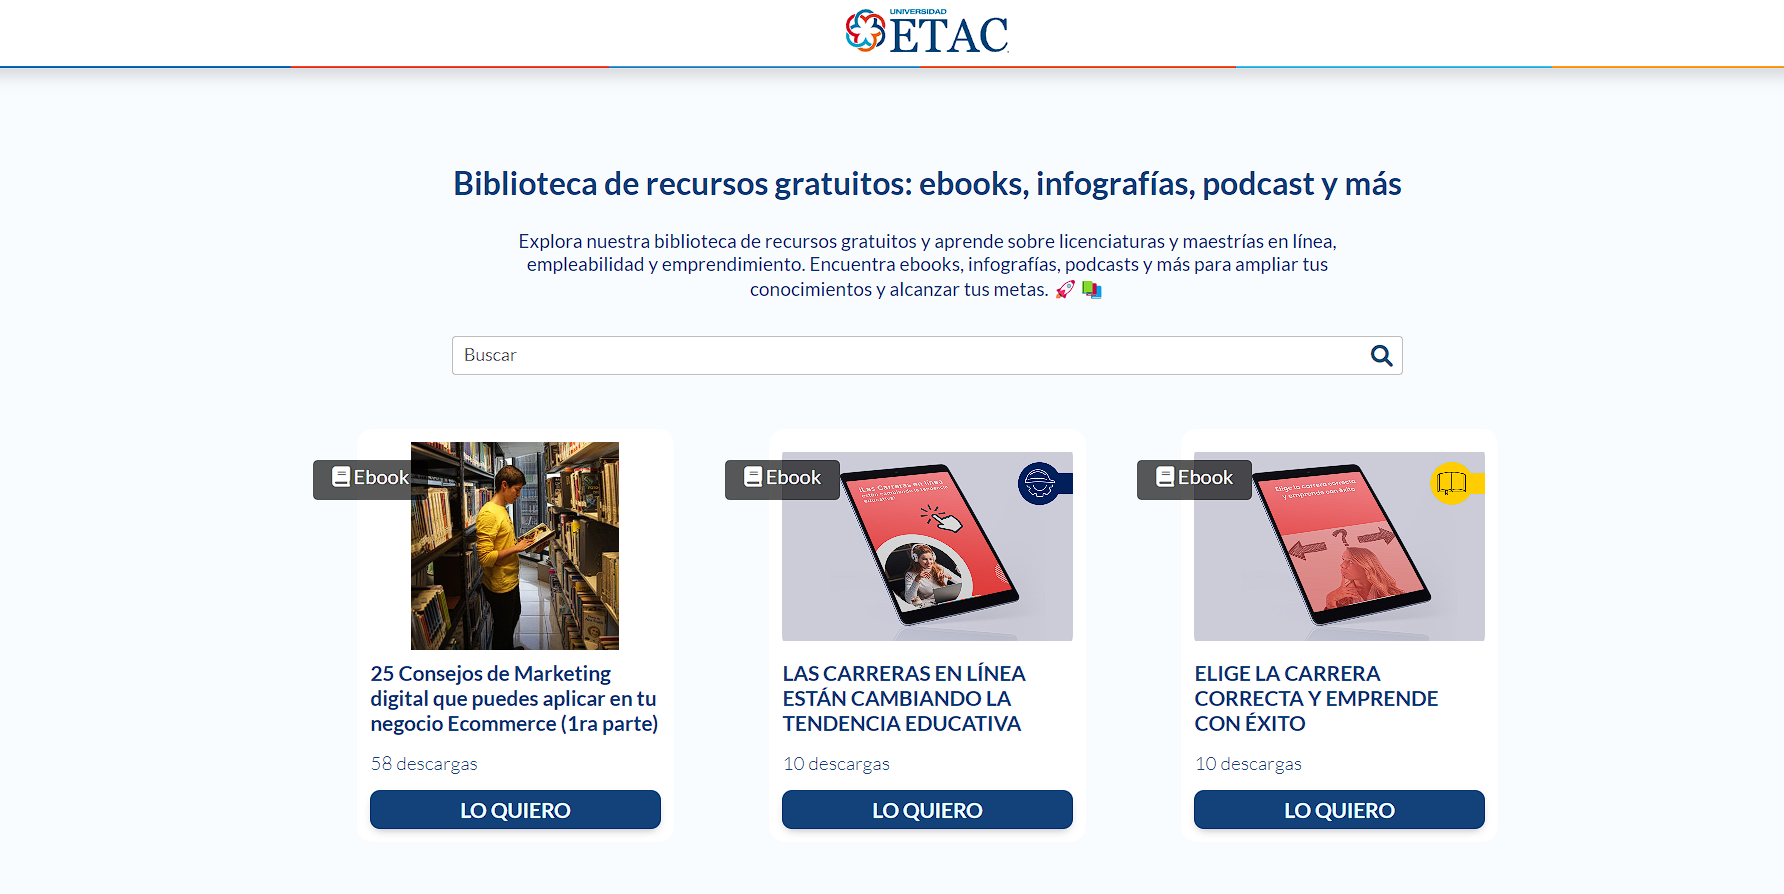 UNIVERSIDAD
ETAC
Biblioteca de recursos gratuitos: ebooks, infografías, podcast y más
Explora nuestra biblioteca de recursos gratuitos y aprende sobre licenciaturas y maestrías en línea,
empleabilidad y emprendimiento. Encuentra ebooks, infografías, podcasts y más para ampliar tus
conocimientos y alcanzar tus metas. 🚀 📚
Buscar
Ebook
25 Consejos de Marketing
digital que puedes aplicar en tu
negocio Ecommerce (1ra parte)
58 descargas
LO QUIERO
Ebook
¡Las Carreras en línea
están cambiando la tendencia
educativa!
LAS CARRERAS EN LÍNEA
ESTÁN CAMBIANDO LA
TENDENCIA EDUCATIVA
10 descargas
LO QUIERO
Ebook
Elige la carrera correcta
y emprende con éxito
?
ELIGE LA CARRERA
CORRECTA Y EMPRENDE
CON ÉXITO
10 descargas
LO QUIERO